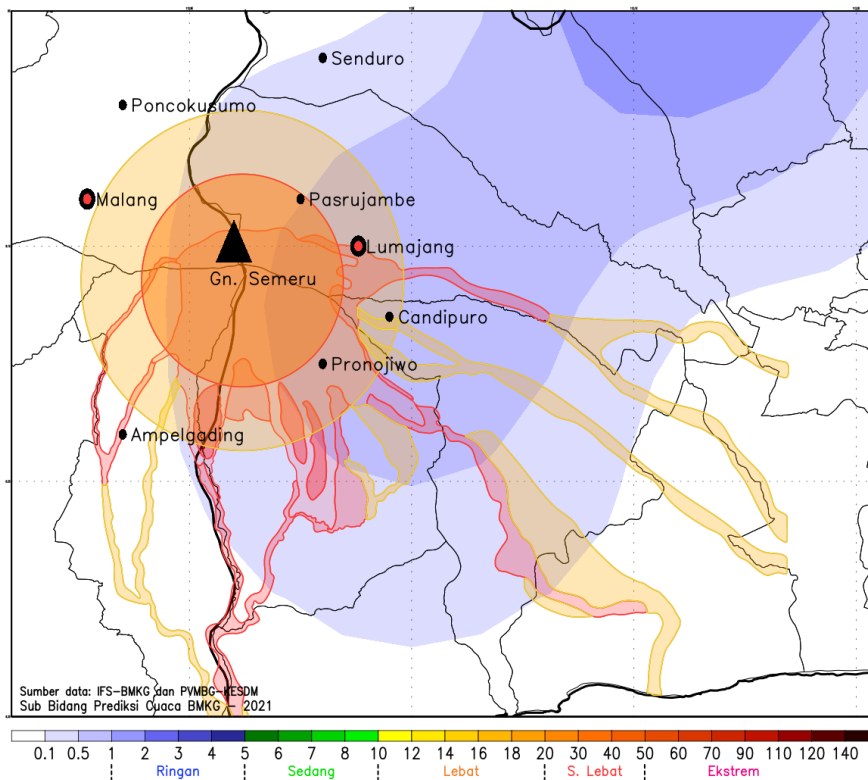 Senduro
Poncokusumo
Malang
Pasrujambe
Lumajang
Gn. Semeru
Candipuro
Pronojiwo
Ampelgading
Sumber data: IFS-BMKG dan PVMBG-KESDM
Sub Bidang Prediksi Cuaca BMKG - 2021
0.1 0.5 1 2 3 4 5 6 7 8 10 12 14 16 18 20 30 40 50 60 70 80 90 100 110 120 140
Ringan Sedang Lebat S. Lebat Ekstrem